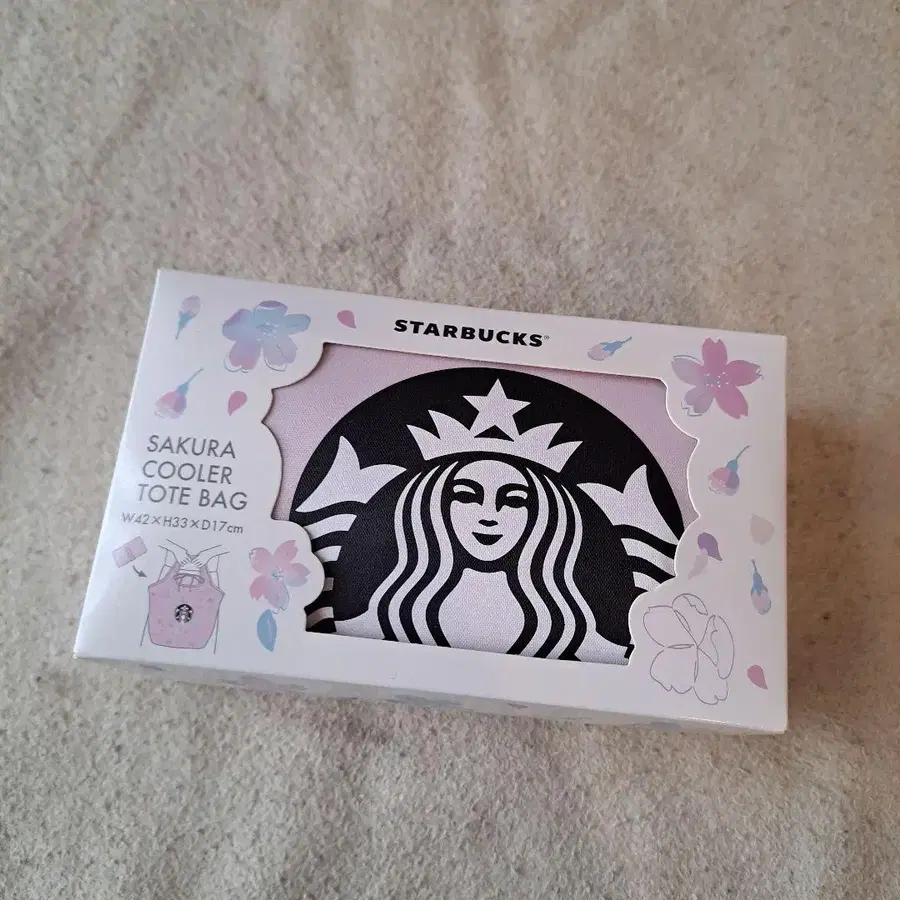 STARBUCKS®
SAKURA
COOLER
TOTE BAG
W42×H33×D17cm